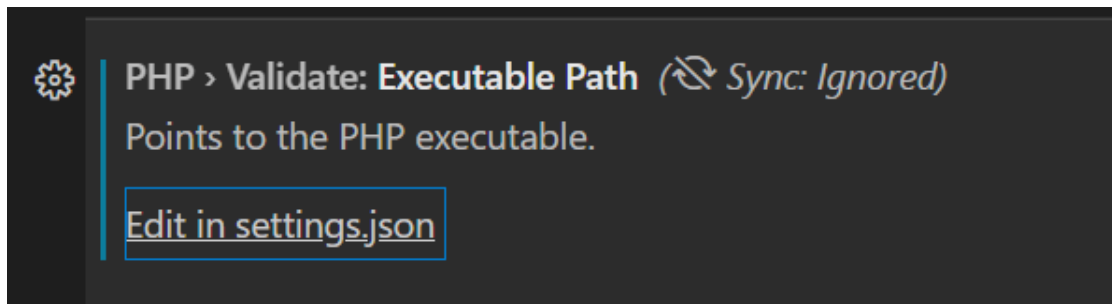 PHP › Validate: Executable Path (Sync: Ignored)
Points to the PHP executable.
Edit in settings.json